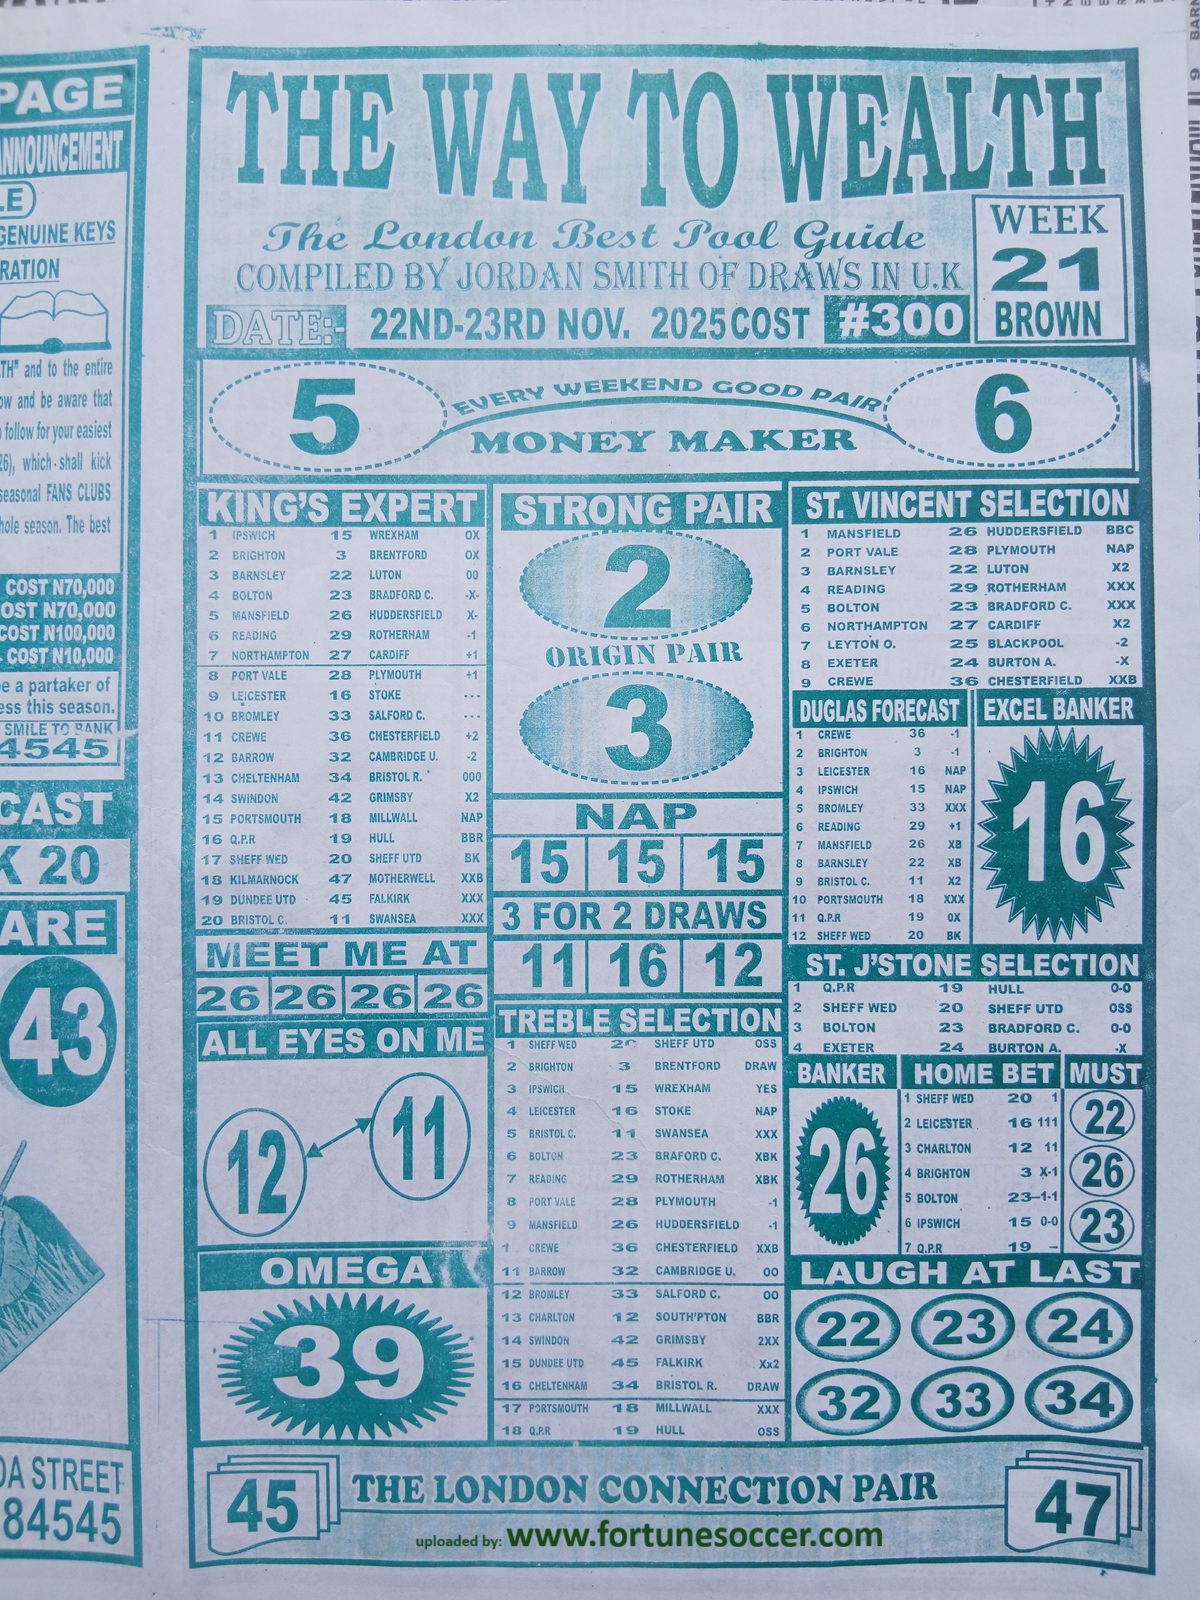 PAGE
ANNOUNCEMENT
GENUINE KEYS
RATION
TH" and to the entire
ow and be aware that
follow for your easiest
26), which shall kick
seasonal FANS CLUBS
hole season. The best
COST N70,000
OST N70,000
COST N100,000
COST N10,000
e a partaker of
ess this season.
SMILE TO BANK
4545
CAST
K 20
ARE
43
DA STREET
84545
THE WAY TO WEALTH
The London Best Pool Guide
COMPILED BY JORDAN SMITH OF DRAWS IN U.K
DATE:- 22ND-23RD NOV. 2025 COST #300
WEEK
21
BROWN
5 EVERY WEEKEND GOOD PAIR 6
MONEY MAKER
KING'S EXPERT
1 IPSWICH 15 WREXHAM OX
2 BRIGHTON 3 BRENTFORD OX
3 BARNSLEY 22 LUTON 00
4 BOLTON 23 BRADFORD C. -X-
5 MANSFIELD 26 HUDDERSFIELD X-
6 READING 29 ROTHERHAM -1
7 NORTHAMPTON 27 CARDIFF +1
8 PORT VALE 28 PLYMOUTH +1
9 LEICESTER 16 STOKE ---
10 BROMLEY 33 SALFORD C. ---
11 CREWE 36 CHESTERFIELD +2
12 BARROW 32 CAMBRIDGE U. -2
13 CHELTENHAM 34 BRISTOL R. 000
14 SWINDON 42 GRIMSBY X2
15 PORTSMOUTH 18 MILLWALL NAP
16 Q.P.R 19 HULL BBR
17 SHEFF WED 20 SHEFF UTD BK
18 KILMARNOCK 47 MOTHERWELL XXB
19 DUNDEE UTD 45 FALKIRK XXX
20 BRISTOL C. 11 SWANSEA XXX
MEET ME AT
26 26 26 26
ALL EYES ON ME
12 11
OMEGA
39
STRONG PAIR
2
ORIGIN PAIR
3
NAP
15 15 15
3 FOR 2 DRAWS
11 16 12
TREBLE SELECTION
1 SHEFF WED SHEFF UTD OSS
2 BRIGHTON 3 BRENTFORD DRAW
3 IPSWICH 15 WREXHAM YES
4 LEICESTER 16 STOKE NAP
5 BRISTOL C. 11 SWANSEA XXX
6 BOLTON 23 BRAFORD C. XBK
7 READING 29 ROTHERHAM XBK
8 PORT VALE 28 PLYMOUTH -1
9 MANSFIELD 26 HUDDERSFIELD -1
1 CREWE 36 CHESTERFIELD XXB
11 BARROW 32 CAMBRIDGE U. 00
12 BROMLEY 33 SALFORD C. 00
13 CHARLTON 12 SOUTH'PTON BBR
14 SWINDON 42 GRIMSBY 2XX
15 DUNDEE UTD 45 FALKIRK Xx2
16 CHELTENHAM 34 BRISTOL R. DRAW
17 PORTSMOUTH 18 MILLWALL XXX
18 Q.P.R 19 HULL OSS
ST. VINCENT SELECTION
1 MANSFIELD 26 HUDDERSFIELD BBC
2 PORT VALE 28 PLYMOUTH NAP
3 BARNSLEY 22 LUTON X2
4 READING 29 ROTHERHAM XXX
5 BOLTON 23 BRADFORD C. XXX
6 NORTHAMPTON 27 CARDIFF X2
7 LEYTON O. 25 BLACKPOOL -2
8 EXETER 24 BURTON A. -X
9 CREWE 36 CHESTERFIELD XXB
DUGLAS FORECAST
1 CREWE 36 -1
2 BRIGHTON 3 -1
3 LEICESTER 16 NAP
4 IPSWICH 15 NAP
5 BROMLEY 33 XXX
6 READING 29 +1
7 MANSFIELD 26 XB
8 BARNSLEY 22 XB
9 BRISTOL C. 11 X2
10 PORTSMOUTH 18 XXX
11 Q.P.R 19 0X
12 SHEFF WED 20 BK
EXCEL BANKER
16
ST. J'STONE SELECTION
1 Q.P.R 19 HULL 0-0
2 SHEFF WED 20 SHEFF UTD OSS
3 BOLTON 23 BRADFORD C. 0-0
4 EXETER 24 BURTON A. -X
BANKER
26
HOME BET
1 SHEFF WED 20 1
2 LEICESTER 16 111
3 CHARLTON 12 11
4 BRIGHTON 3 X-1
5 BOLTON 23 -1-1
6 IPSWICH 15 0-0
7 Q.P.R 19 –
MUST
22
26
23
LAUGH AT LAST
22 23 24
32 33 34
45 THE LONDON CONNECTION PAIR 47
uploaded by: www.fortunesoccer.com